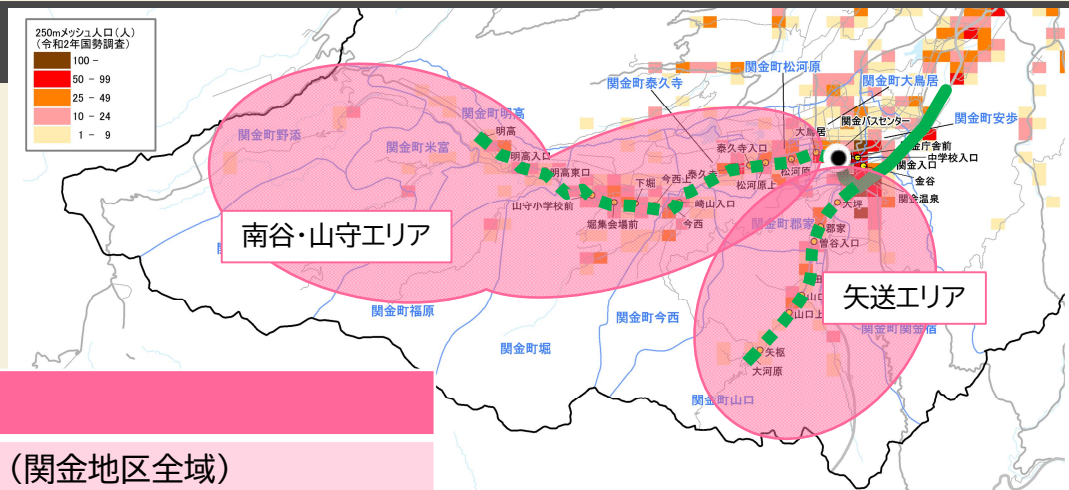 250mメッシュ人口(人)
(令和2年国勢調査)
100 -
50 - 99
25 - 49
10 - 24
1 - 9
関金町松河原
関金町泰久寺
関金町大鳥居
関金町明高
関金町安歩
関金町野添
関金町米富
関金バスセンター
大鳥居
明高
明高入口
明高東口
泰久寺入口
松河原
松河原上
泰久寺
中学校入口
関金入口
金谷
関金温泉
今西上
下堀
崎山入口
山守小学校前
堀集会場前
今西
大坪
関金町郡家
郡家
曽谷入口
南谷・山守エリア
矢送エリア
山口上
関金町福原
関金町今西
関金町関金宿
関金町堀
矢枢
大河原
関金町山口
(関金地区全域)